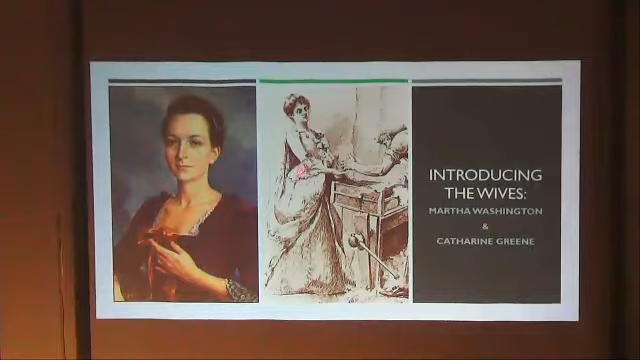 INTRODUCING
THE WIVES:
MARTHA WASHINGTON
&
CATHARINE GREENE